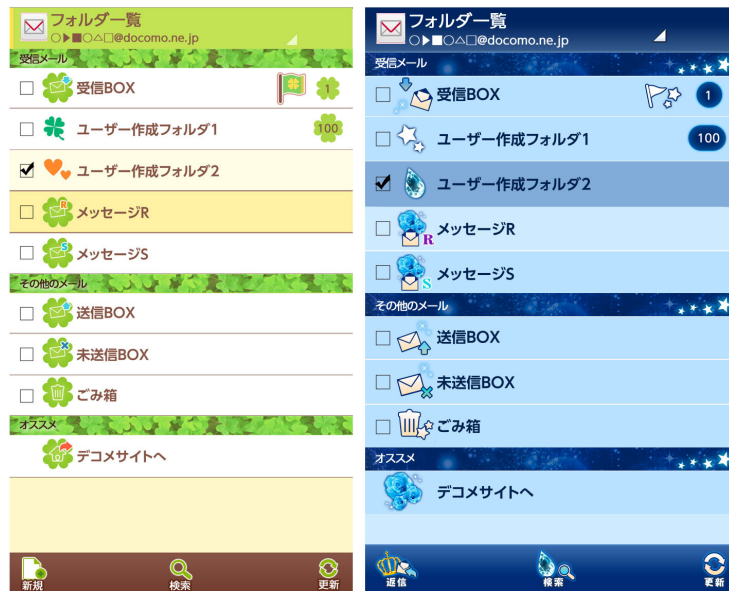 フォルダ一覧
○▶■○△□@docomo.ne.jp
受信メール
受信BOX
1
ユーザー作成フォルダ1
100
ユーザー作成フォルダ2
R
メッセージR
S
メッセージS
その他のメール
送信BOX
未送信BOX
ごみ箱
オススメ
デコメサイトへ
新規
検索
更新
フォルダ一覧
○▶■○△□@docomo.ne.jp
受信メール
受信BOX
1
ユーザー作成フォルダ1
100
ユーザー作成フォルダ2
R
メッセージR
S
メッセージS
その他のメール
送信BOX
未送信BOX
ごみ箱
オススメ
デコメサイトへ
返信
検索
更新